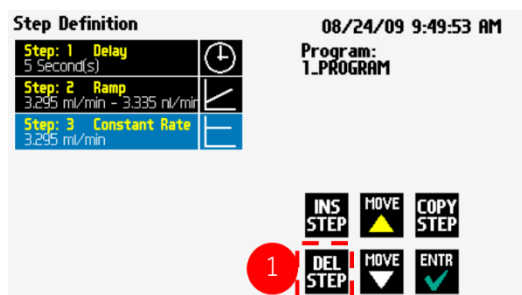 Step Definition
08/24/09 9:49:53 AM
Step: 1 Delay
5 Second(s)
Program:
1_PROGRAM
Step: 2 Ramp
3.295 ml/min - 3.335 nl/min
Step: 3 Constant Rate
3.295 ml/min
INS STEP
MOVE
COPY STEP
1
DEL STEP
MOVE
ENTR